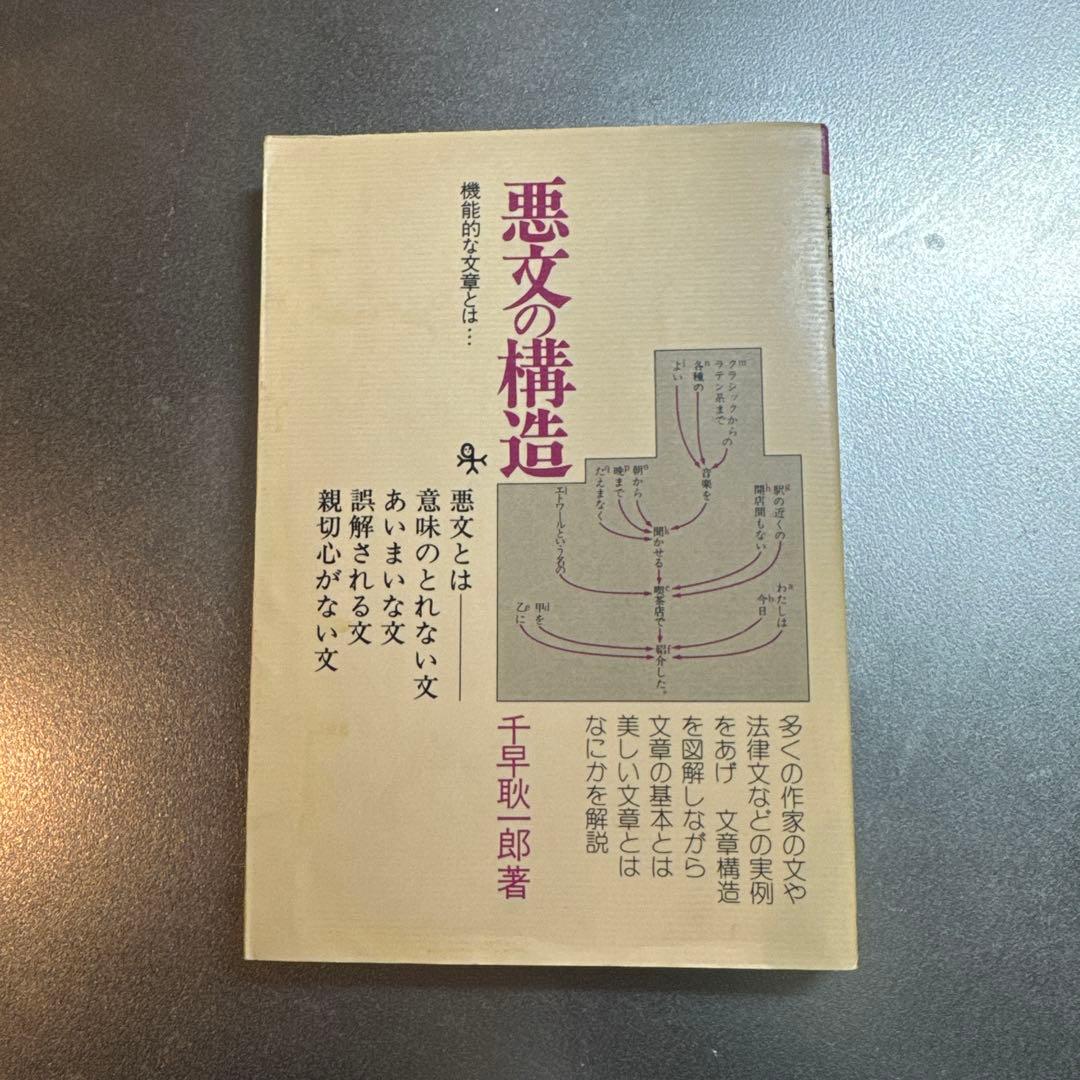 悪文の構造
機能的な文章とは…
クラシックからの
ラテン系まで
各種の
よい
音楽を
朝から
晩まで
たえまなく
聞かせる
駅の近くの
開店間もない
エトワールという名の
喫茶店で
わたしは
今日
甲を
乙に
紹介した。
悪文とは――
意味のとれない文
あいまいな文
誤解される文
親切心がない文
多くの作家の文や
法律文などの実例
をあげ 文章構造
を図解しながら
文章の基本とは
美しい文章とは
なにかを解説
千早耿一郎著